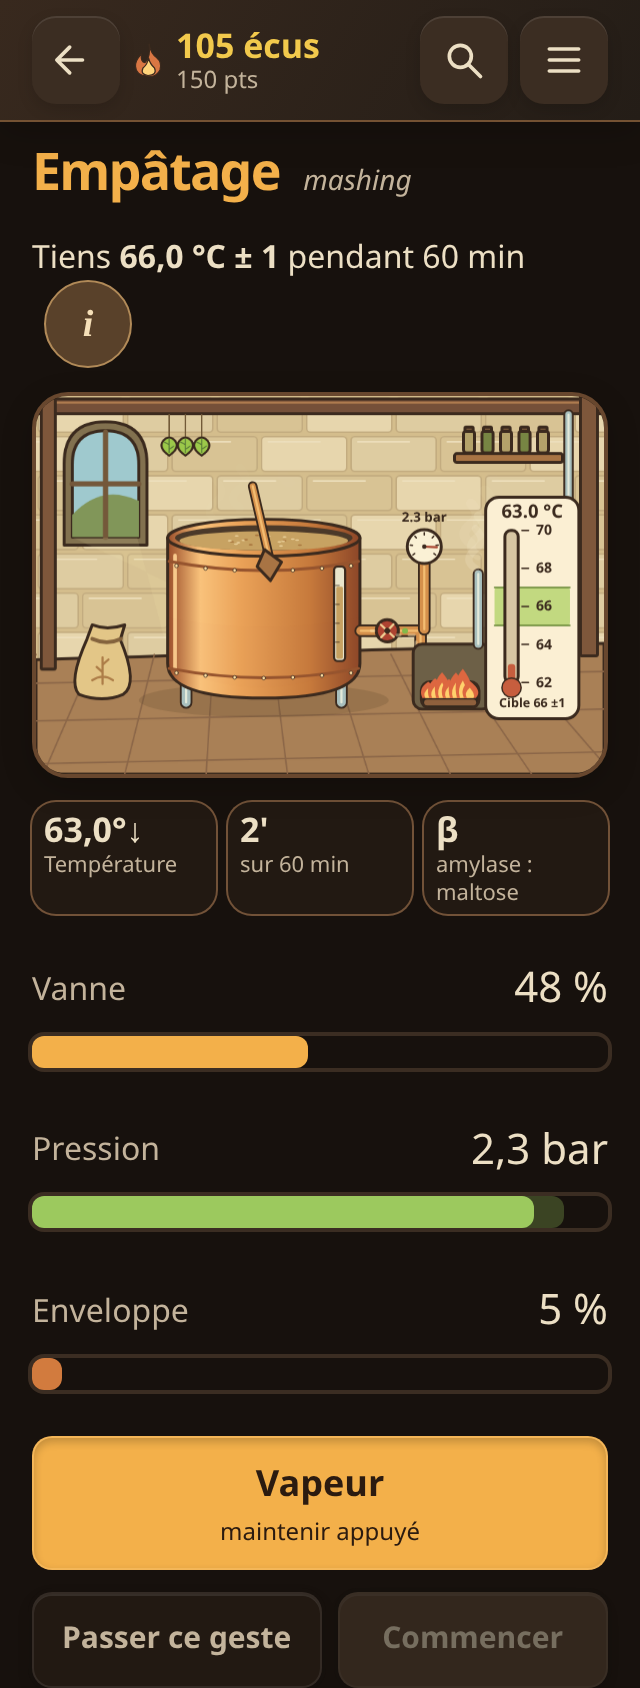 105 écus
150 pts
Empâtage mashing
Tiens 66,0 °C ± 1 pendant 60 min
i
2.3 bar
63.0 °C
70
68
66
64
62
Cible 66 ±1
63,0°↓
Température
2'
sur 60 min
β
amylase :
maltose
Vanne 48 %
Pression 2,3 bar
Enveloppe 5 %
Vapeur
maintenir appuyé
Passer ce geste
Commencer